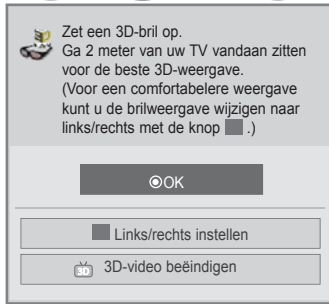 Zet een 3D-bril op.
Ga 2 meter van uw TV vandaan zitten
voor de beste 3D-weergave.
(Voor een comfortabelere weergave
kunt u de brilweergave wijzigen naar
links/rechts met de knop .)
OK
Links/rechts instellen
3D 3D-video beëindigen